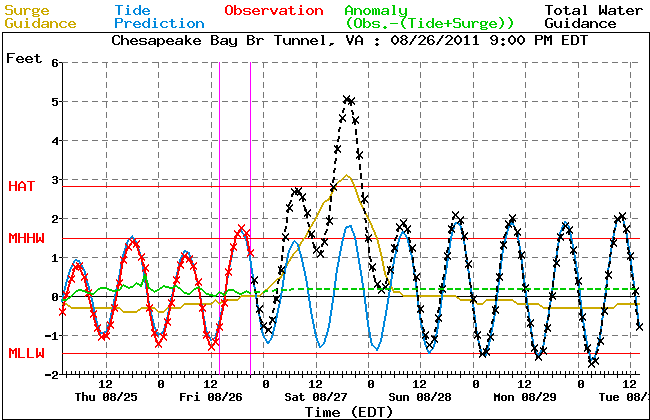 Surge Guidance
Tide Prediction
Observation
Anomaly (Obs.-(Tide+Surge))
Total Water Guidance
Chesapeake Bay Br Tunnel, VA : 08/26/2011 9:00 PM EDT
Feet
6
5
4
3
HAT
2
MHHW
1
0
-1
MLLW
-2
12 0 12 0 12 0 12 0 12 0 12
Thu 08/25 Fri 08/26 Sat 08/27 Sun 08/28 Mon 08/29 Tue 08/
Time (EDT)